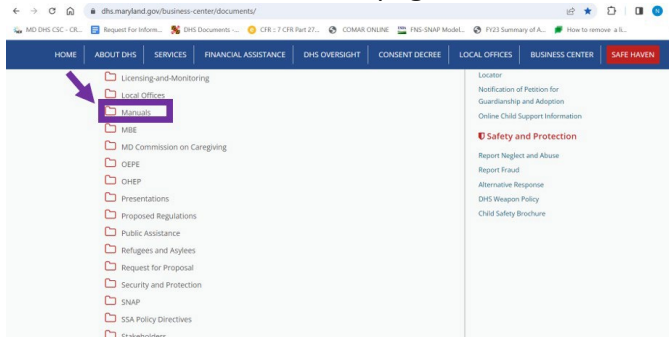 dhs.maryland.gov/business-center/documents/
MD DHS CSC - CR... Request For Inform... DHS Documents -... CFR :: 7 CFR Part 27... COMAR ONLINE FNS-SNAP Model... FY23 Summary of A... How to remove a li...
HOME ABOUT DHS SERVICES FINANCIAL ASSISTANCE DHS OVERSIGHT CONSENT DECREE LOCAL OFFICES BUSINESS CENTER SAFE HAVEN
Licensing-and-Monitoring
Local Offices
Manuals
MBE
MD Commission on Caregiving
OEPE
OHEP
Presentations
Proposed Regulations
Public Assistance
Refugees and Asylees
Request for Proposal
Security and Protection
SNAP
SSA Policy Directives
Stakeholders
Locator
Notification of Petition for
Guardianship and Adoption
Online Child Support Information
Safety and Protection
Report Neglect and Abuse
Report Fraud
Alternative Response
DHS Weapon Policy
Child Safety Brochure